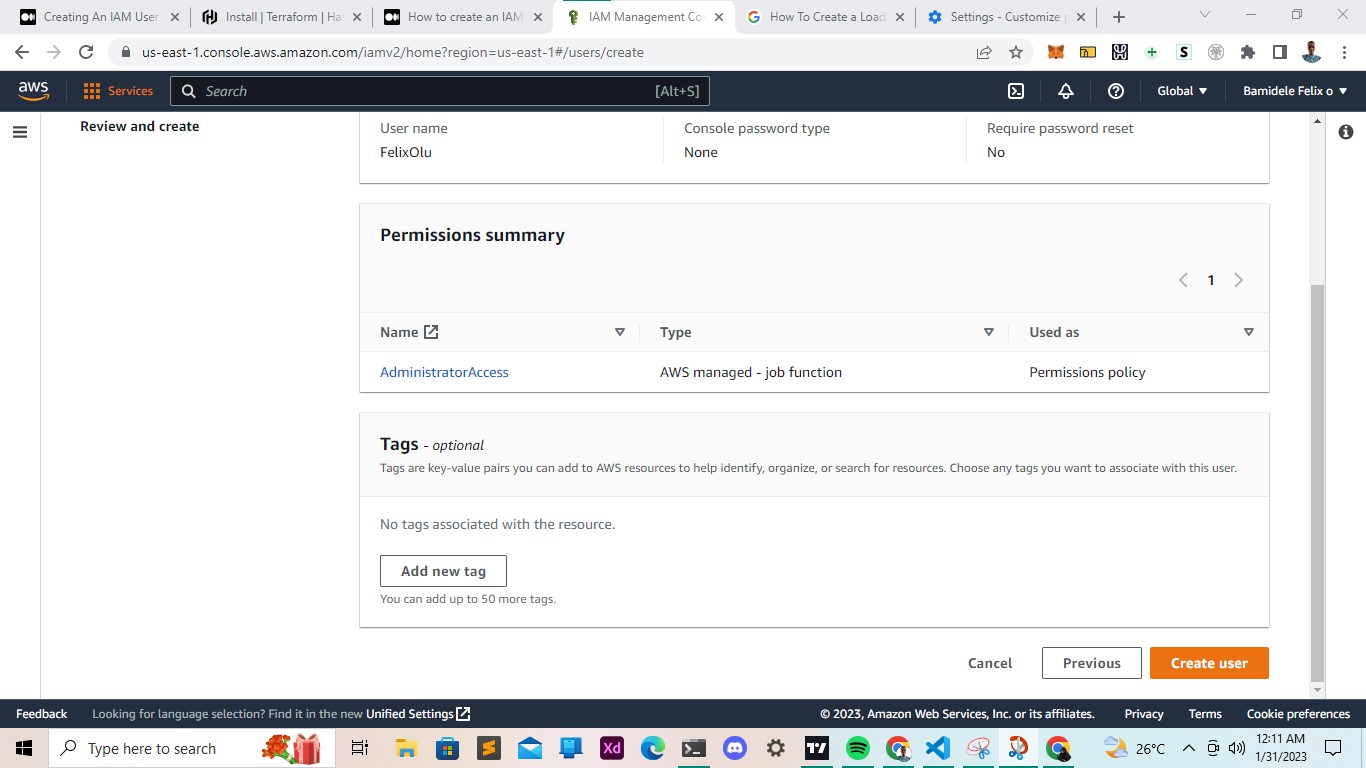 Creating An IAM User
Install | Terraform | Ha
How to create an IAM
IAM Management Co
How To Create a Load
Settings - Customize
us-east-1.console.aws.amazon.com/iamv2/home?region=us-east-1#/users/create
aws
Services
Search
[Alt+S]
Global
Bamidele Felix o
Review and create
User name
Console password type
Require password reset
FelixOlu
None
No
Permissions summary
1
Name
Type
Used as
AdministratorAccess
AWS managed - job function
Permissions policy
Tags - optional
Tags are key-value pairs you can add to AWS resources to help identify, organize, or search for resources. Choose any tags you want to associate with this user.
No tags associated with the resource.
Add new tag
You can add up to 50 more tags.
Cancel
Previous
Create user
Feedback
Looking for language selection? Find it in the new Unified Settings
© 2023, Amazon Web Services, Inc. or its affiliates.
Privacy
Terms
Cookie preferences
Type here to search
Xd
26°C
12:11 AM
1/31/2023